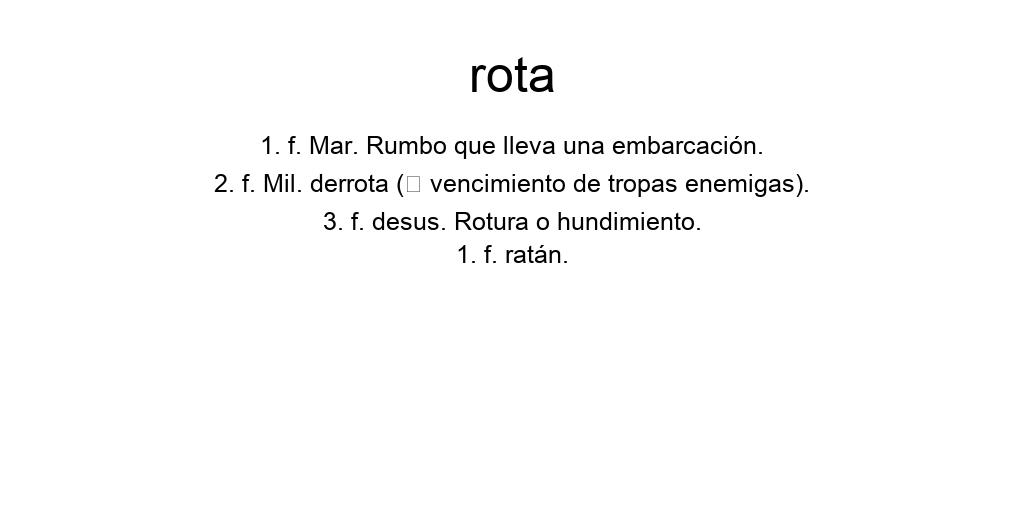 rota
1. f. Mar. Rumbo que lleva una embarcación.
2. f. Mil. derrota (□ vencimiento de tropas enemigas).
3. f. desus. Rotura o hundimiento.
1. f. ratán.